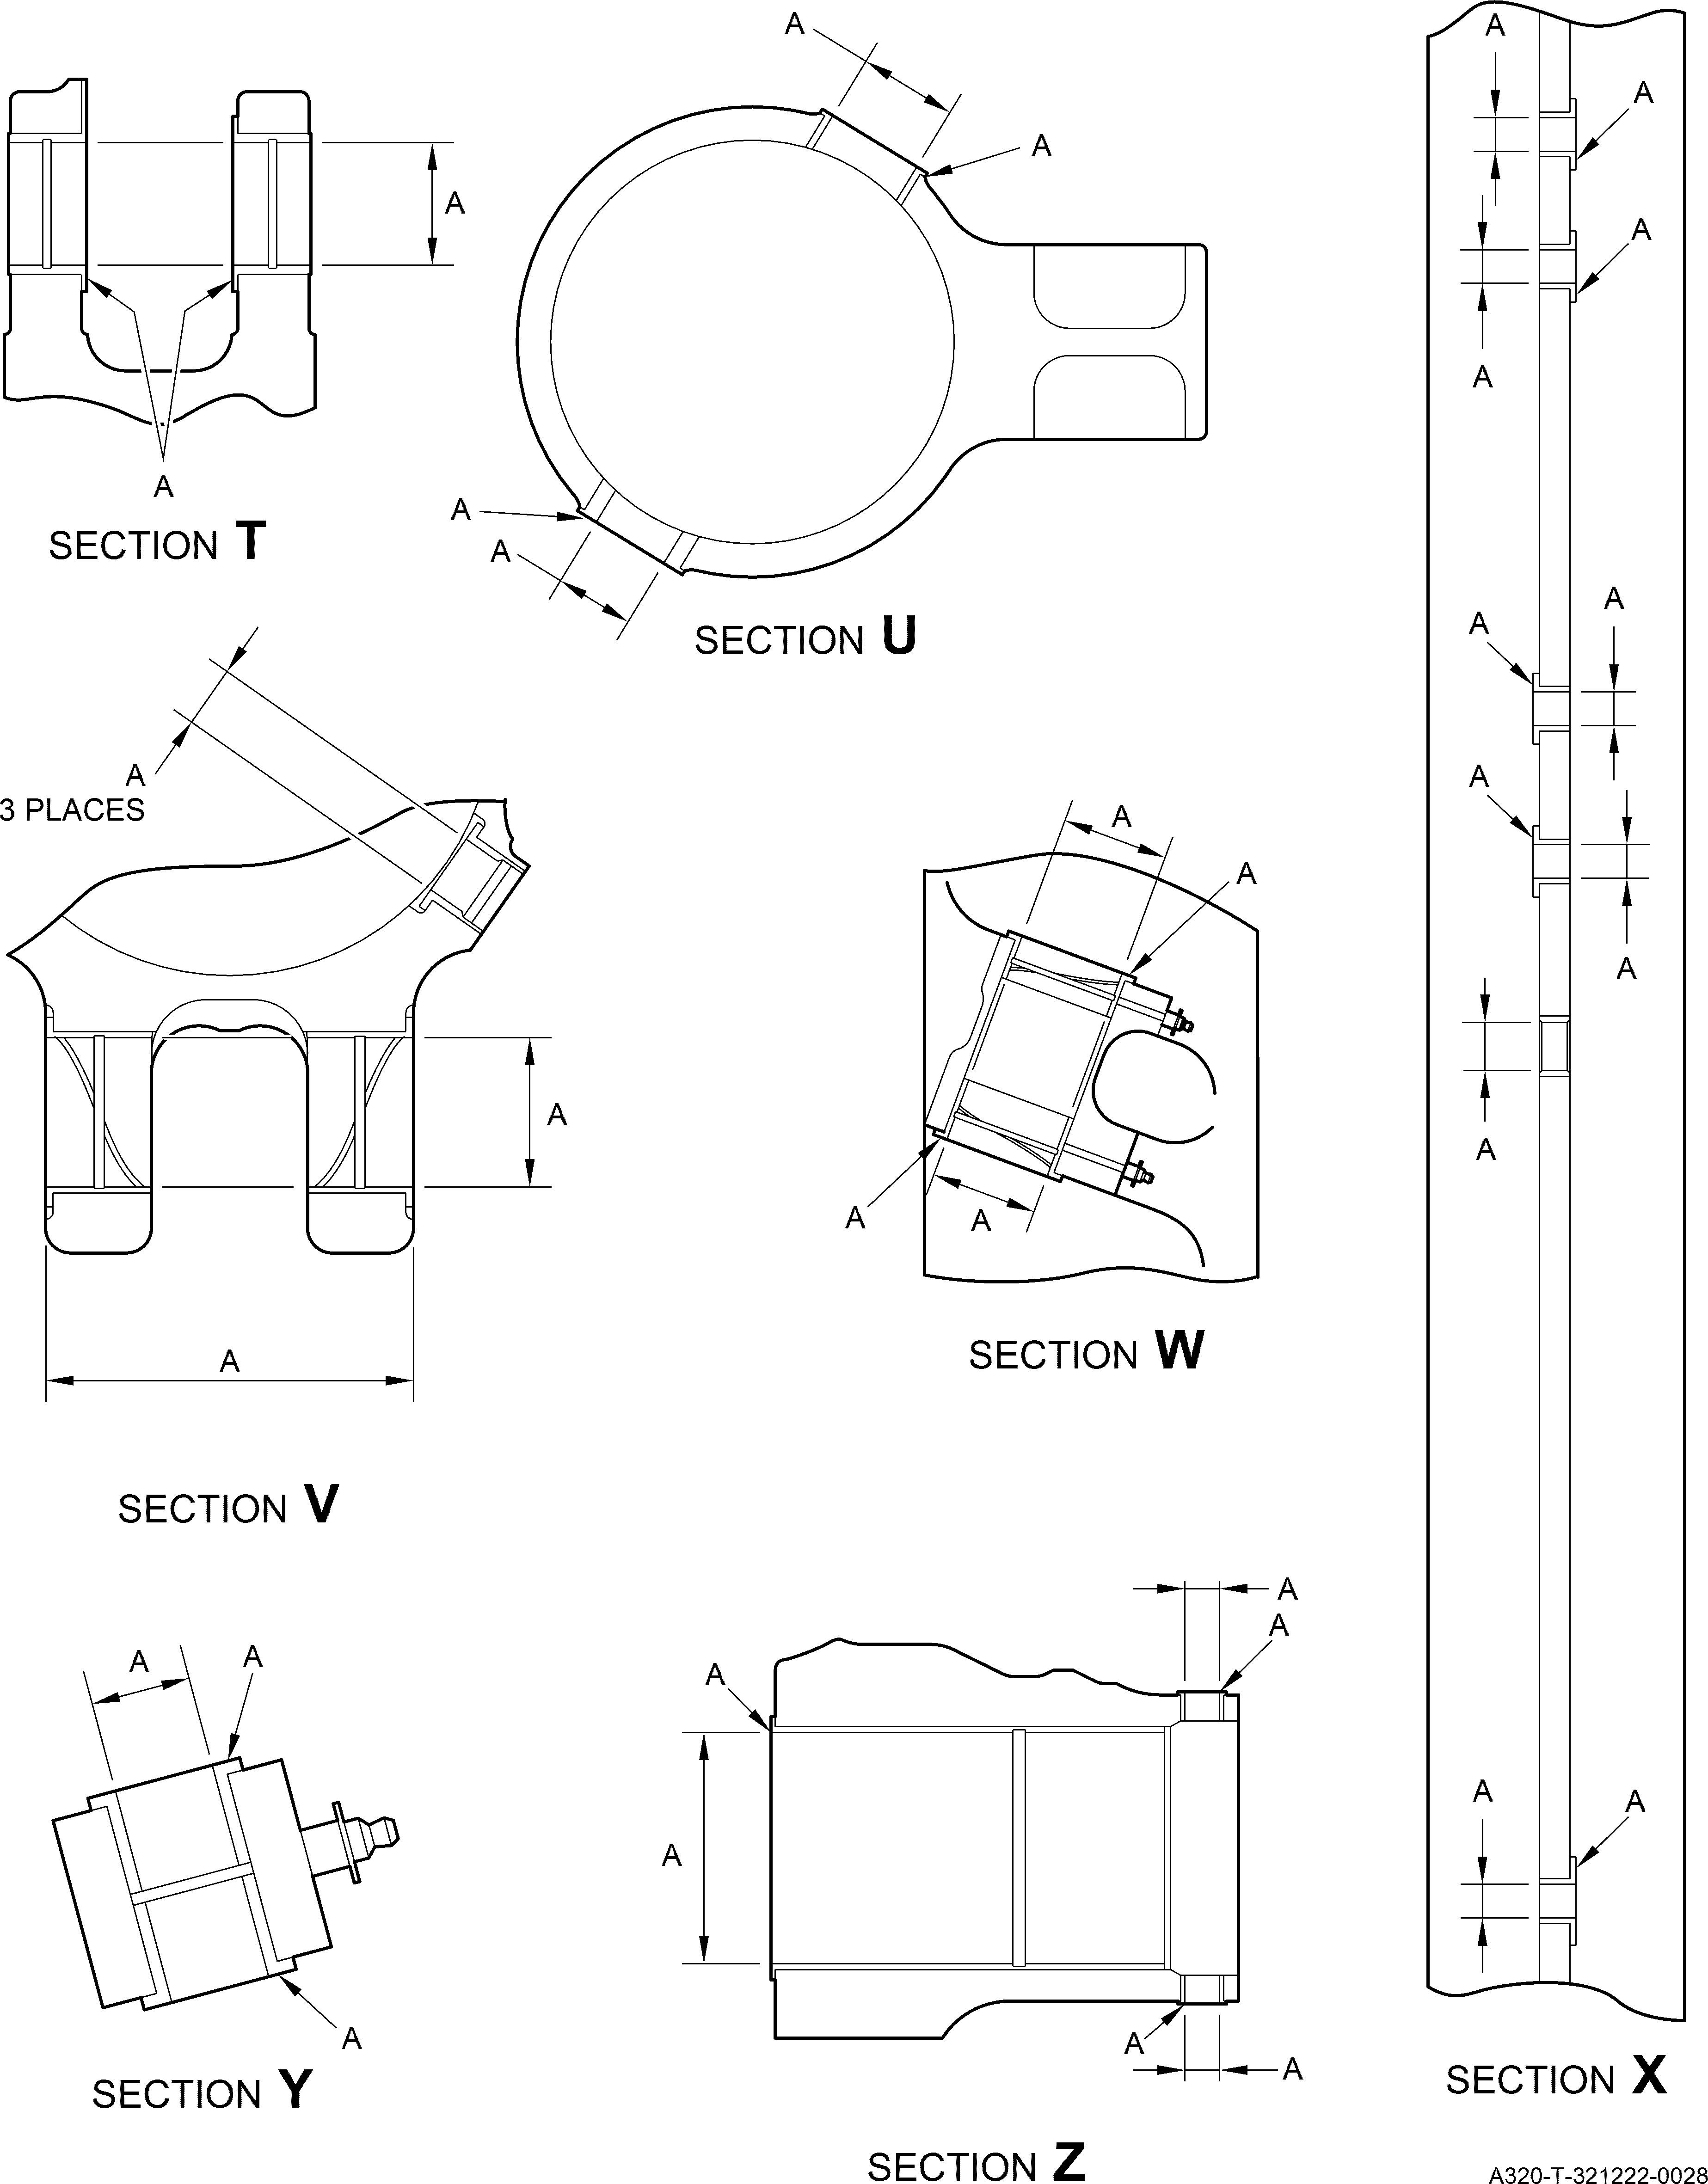 A
A
A
SECTION T
A
A
A
A
SECTION U
A
3 PLACES
A
A
SECTION V
A
A
A
A
SECTION W
A
A
A
A
A
A
A
A
A
A
A
SECTION X
A
A
A
SECTION Y
A
A
A
A
A
A
SECTION Z
A320-T-321222-0028